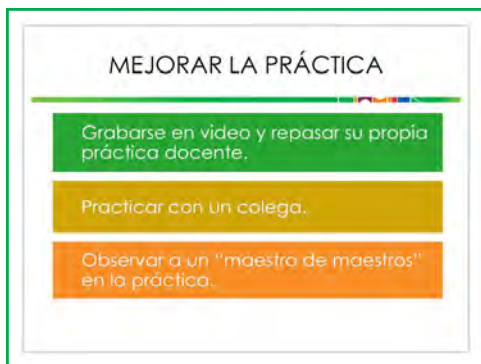 MEJORAR LA PRÁCTICA
Grabarse en video y repasar su propia
práctica docente.
Practicar con un colega.
Observar a un “maestro de maestros”
en la práctica.